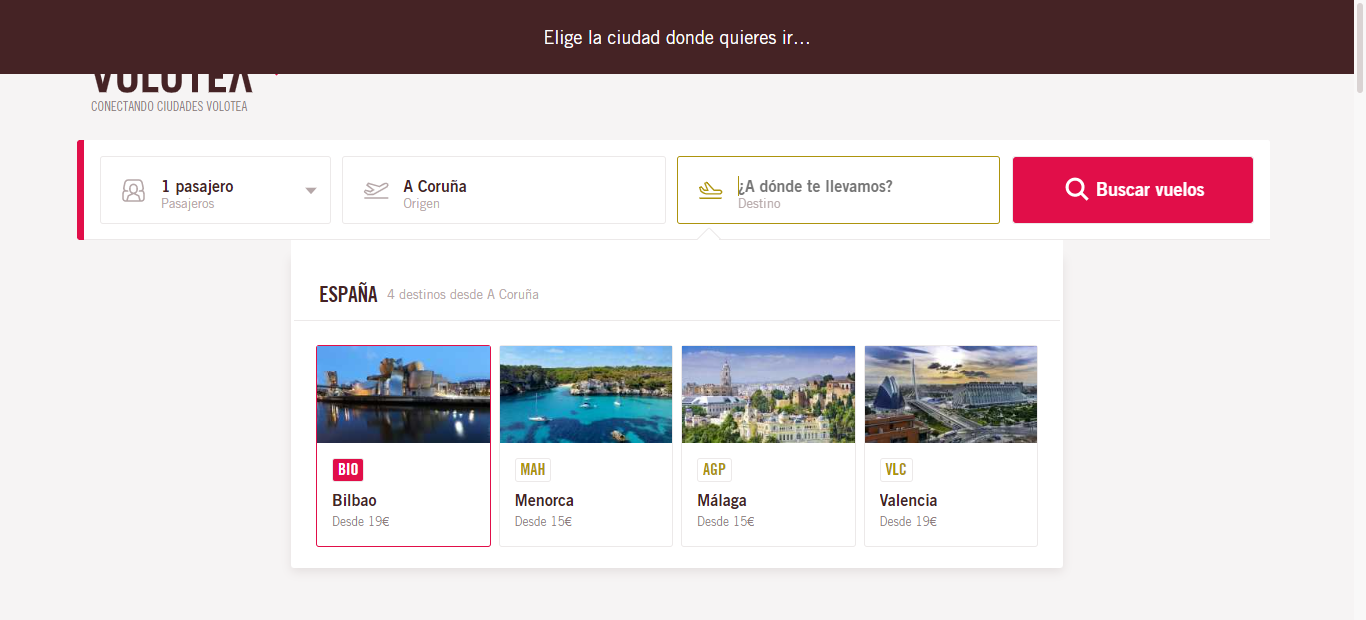 Elige la ciudad donde quieres ir...
VOLOTEA
CONECTANDO CIUDADES VOLOTEA
1 pasajero
Pasajeros
A Coruña
Origen
¿A dónde te llevamos?
Destino
Buscar vuelos
ESPAÑA 4 destinos desde A Coruña
BIO
Bilbao
Desde 19€
MAH
Menorca
Desde 15€
AGP
Málaga
Desde 15€
VLC
Valencia
Desde 19€